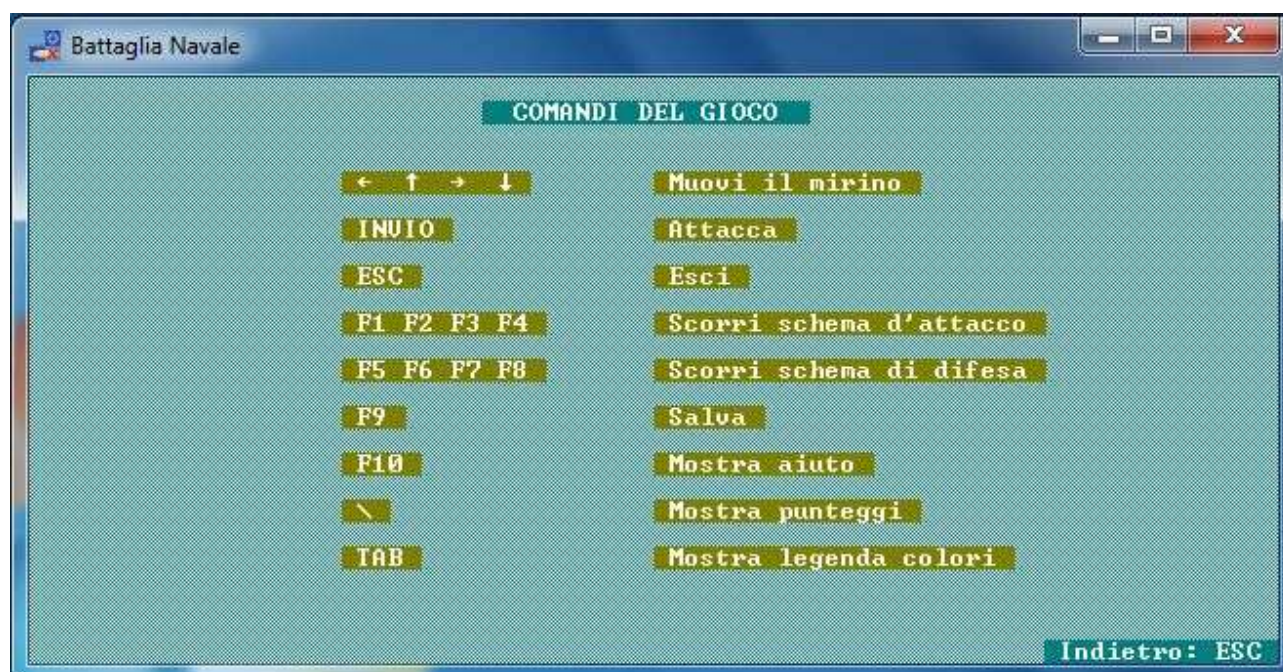 Battaglia Navale
COMANDI DEL GIOCO
← ↑ → ↓ Muovi il mirino
INVIO Attacca
ESC Esci
F1 F2 F3 F4 Scorri schema d'attacco
F5 F6 F7 F8 Scorri schema di difesa
F9 Salva
F10 Mostra aiuto
\ Mostra punteggi
TAB Mostra legenda colori
Indietro: ESC